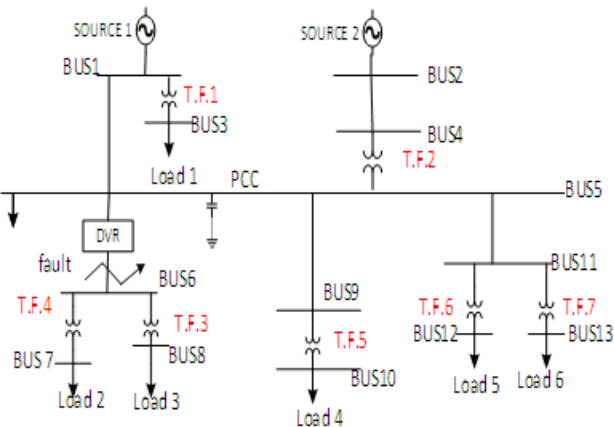 SOURCE 1
SOURCE 2
BUS1
BUS2
T.F.1
BUS3
BUS4
T.F.2
Load 1
PCC
BUS5
DVR
fault
BUS6
BUS11
T.F.4
T.F.3
BUS9
T.F.6
T.F.7
BUS12
BUS13
T.F.5
BUS 7
BUS8
BUS10
Load 2
Load 3
Load 4
Load 5
Load 6